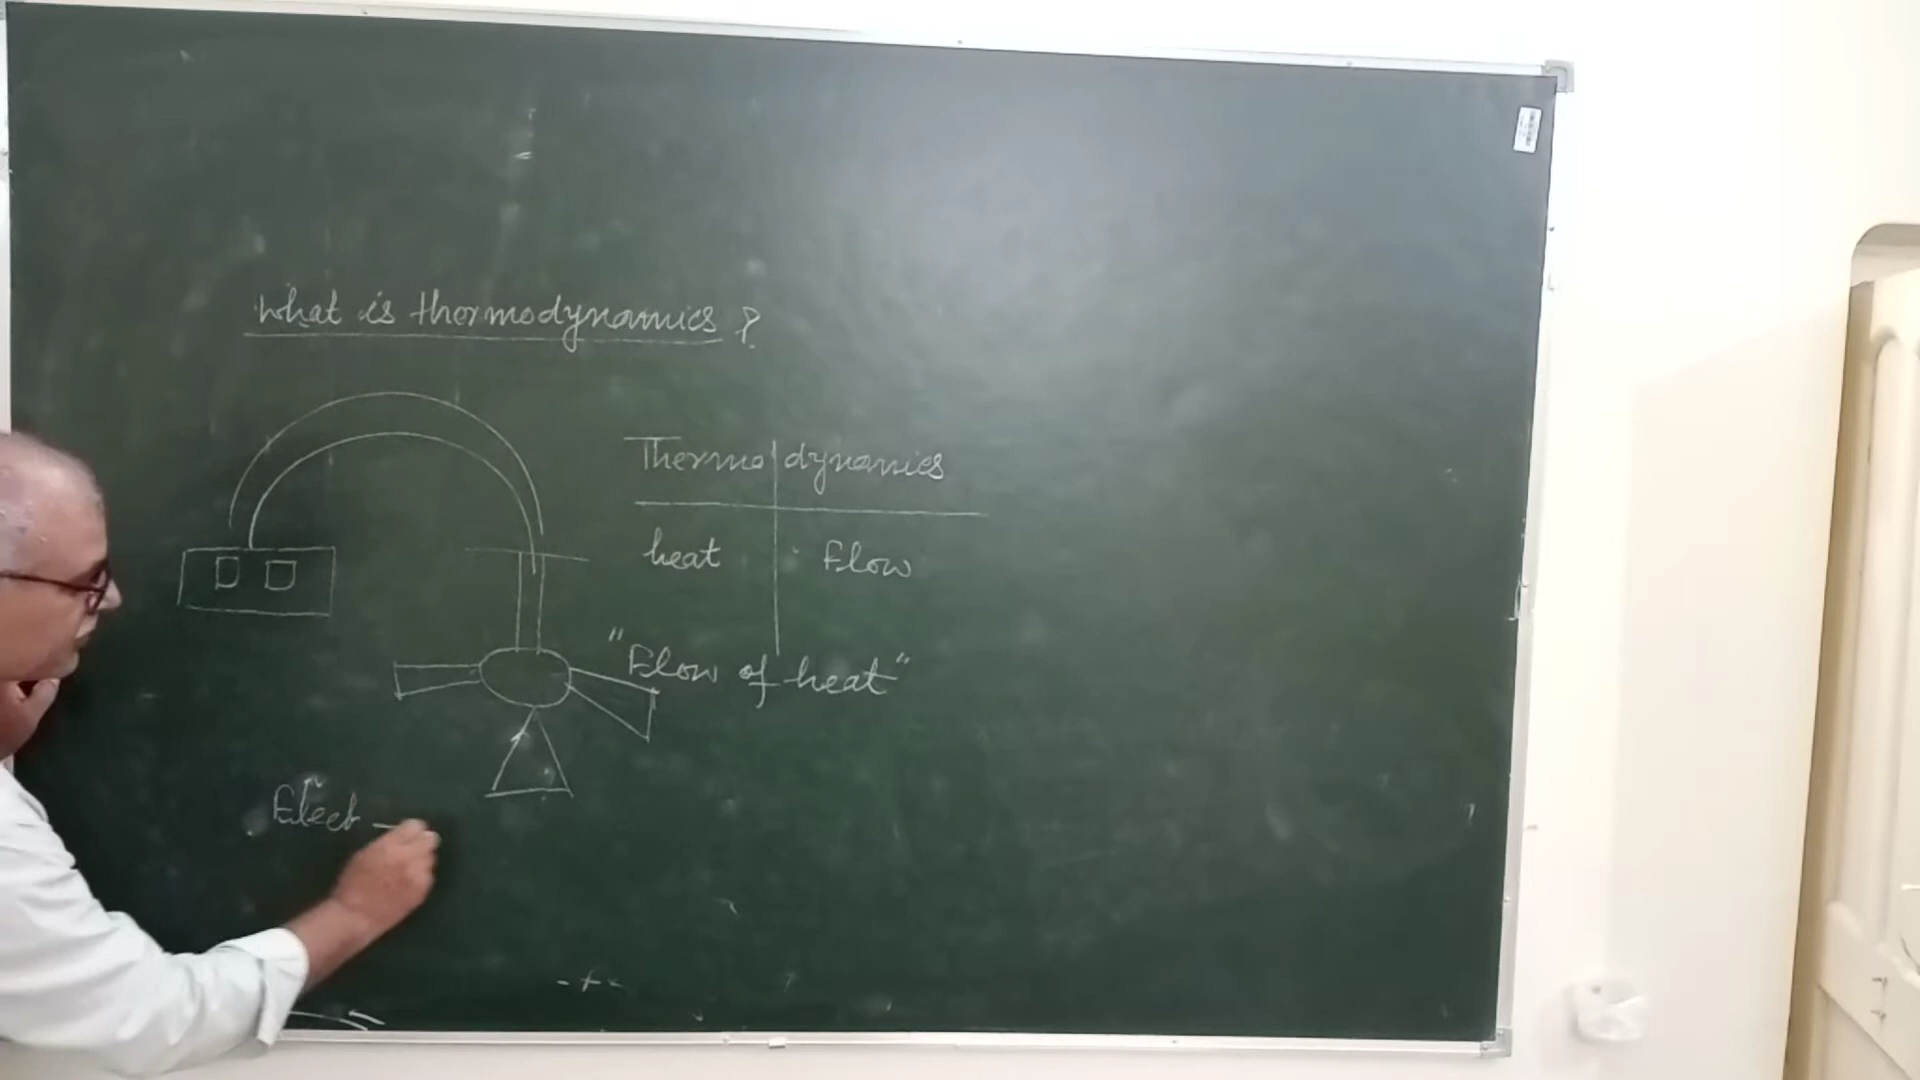 What is thermodynamics ?
Thermo | dynamics
heat | Flow
"Flow of heat"
Elect –